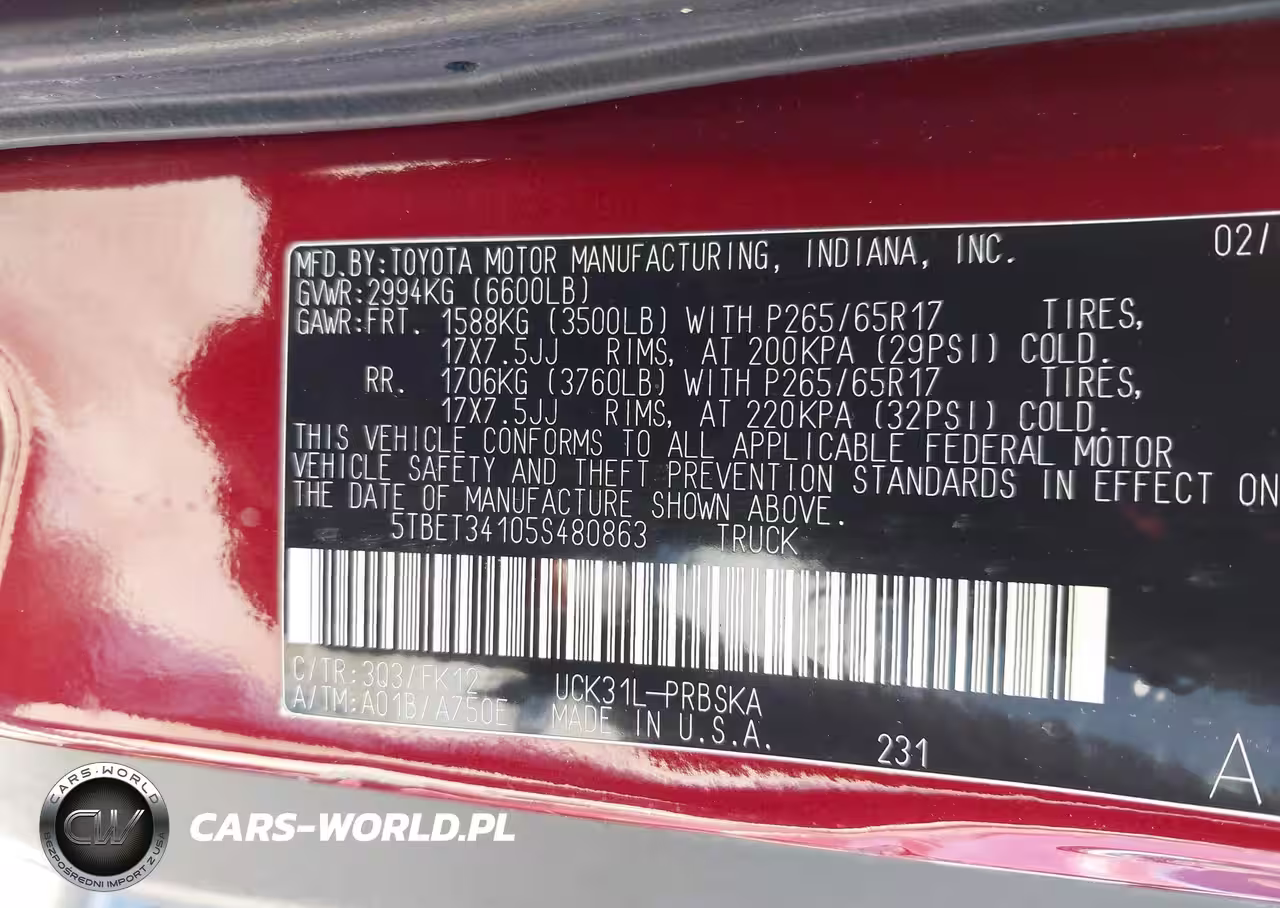 02/
MFD.BY:TOYOTA MOTOR MANUFACTURING, INDIANA, INC.
GVWR:2994KG (6600LB)
GAWR:FRT. 1588KG (3500LB) WITH P265/65R17 TIRES,
17X7.5JJ RIMS, AT 200KPA (29PSI) COLD.
RR. 1706KG (3760LB) WITH P265/65R17 TIRES,
17X7.5JJ RIMS, AT 220KPA (32PSI) COLD.
THIS VEHICLE CONFORMS TO ALL APPLICABLE FEDERAL MOTOR
VEHICLE SAFETY AND THEFT PREVENTION STANDARDS IN EFFECT ON
THE DATE OF MANUFACTURE SHOWN ABOVE.
5TBET34105S480863 TRUCK
C/TR:3Q3/FK12 UCK31L-PRBSKA
A/TM:A01B/A750E MADE IN U.S.A.
231
A
CARS-WORLD
CW
BEZPOŚREDNI IMPORT Z USA
CARS-WORLD.PL